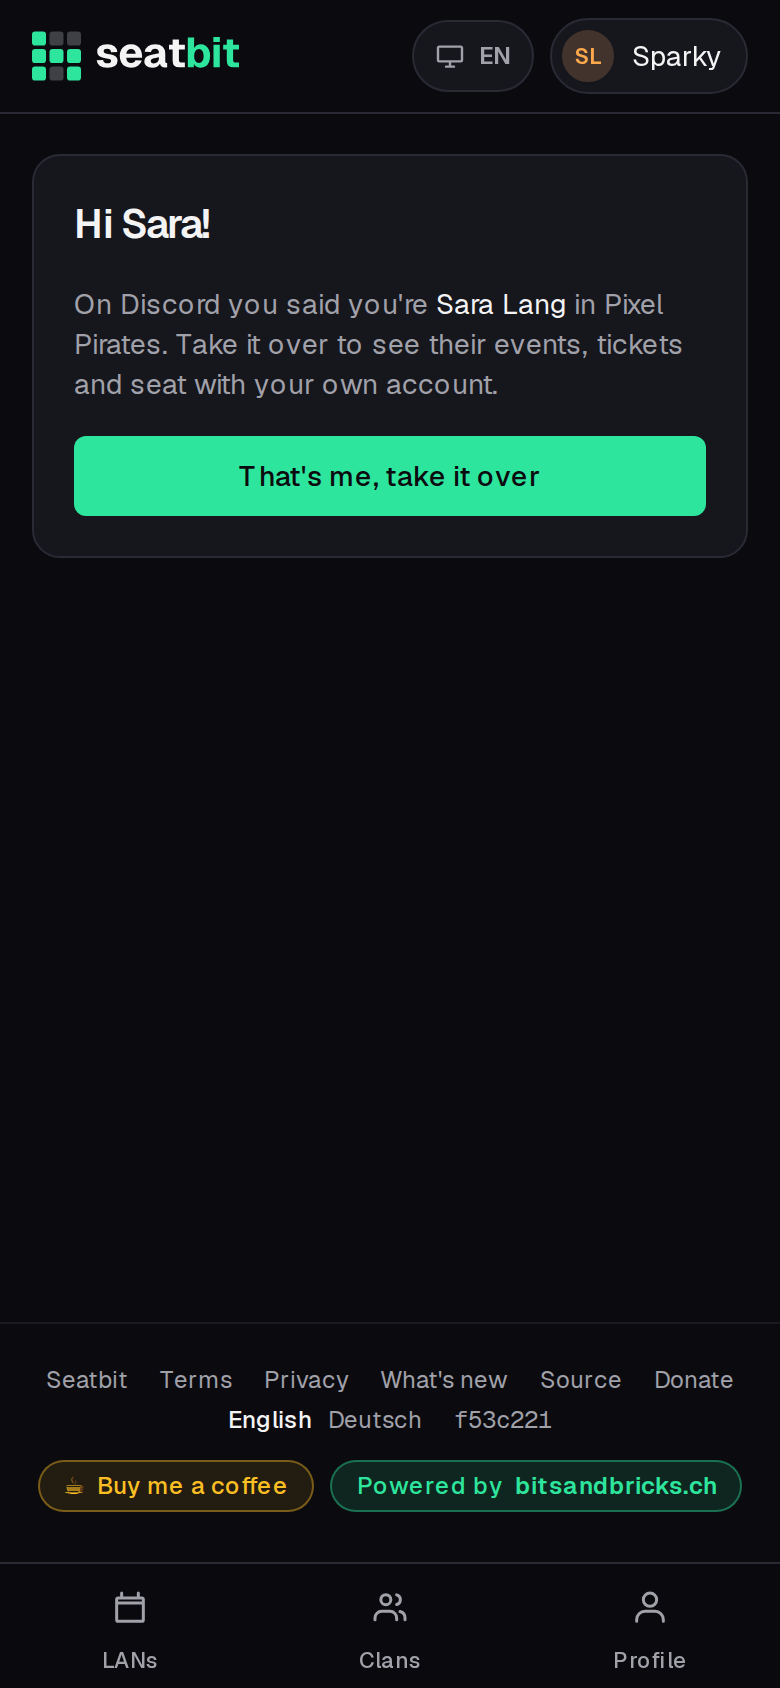 seatbit
EN
SL
Sparky
Hi Sara!
On Discord you said you're Sara Lang in Pixel
Pirates. Take it over to see their events, tickets
and seat with your own account.
That's me, take it over
Seatbit Terms Privacy What's new Source Donate
English Deutsch f53c221
Buy me a coffee
Powered by bitsandbricks.ch
LANs Clans Profile